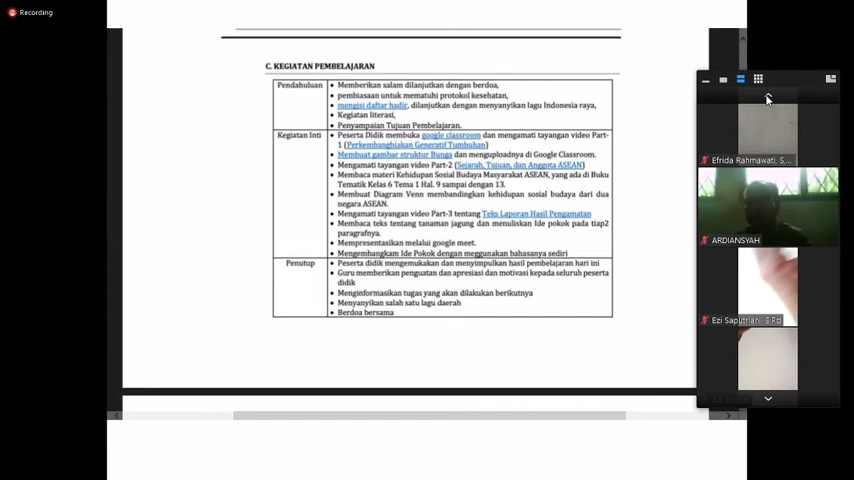 Recording
C. KEGIATAN PEMBELAJARAN
Pendahuluan
• Memberikan salam dilanjutkan dengan berdoa,
• pembiasaan untuk mematuhi protokol kesehatan,
• mengisi daftar hadir, dilanjutkan dengan menyanyikan lagu Indonesia raya,
• Kegiatan literasi,
• Penyampaian Tujuan Pembelajaran.
Kegiatan Inti
• Peserta Didik membuka google classroom dan mengamati tayangan video Part-
1 (Perkembangbiakan Generatif Tumbuhan)
• Membuat gambar struktur Bunga dan menguploadnya di Google Classroom.
• Mengamati tayangan video Part-2 (Sejarah, Tujuan, dan Anggota ASEAN)
• Membaca materi Kehidupan Sosial Budaya Masyarakat ASEAN, yang ada di Buku
Tematik Kelas 6 Tema 1 Hal. 9 sampai dengan 13.
• Membuat Diagram Venn membandingkan kehidupan sosial budaya dari dua
negara ASEAN.
• Mengamati tayangan video Part-3 tentang Teks Laporan Hasil Pengamatan
• Membaca teks tentang tanaman jagung dan menuliskan Ide pokok pada tiap2
paragrafnya.
• Mempresentasikan melalui google meet.
• Mengembangkam Ide Pokok dengan meggunakan bahasanya sediri
Penutup
• Peserta didik mengemukakan dan menyimpulkan hasil pembelajaran hari ini
• Guru memberikan penguatan dan apresiasi dan motivasi kepada seluruh peserta
didik
• Menginformasikan tugas yang akan dilakukan berikutnya
• Menyanyikan salah satu lagu daerah
• Berdoa bersama
Efrida Rahmawati, S,...
ARDIANSYAH
Ezi Saputriani S.Pd